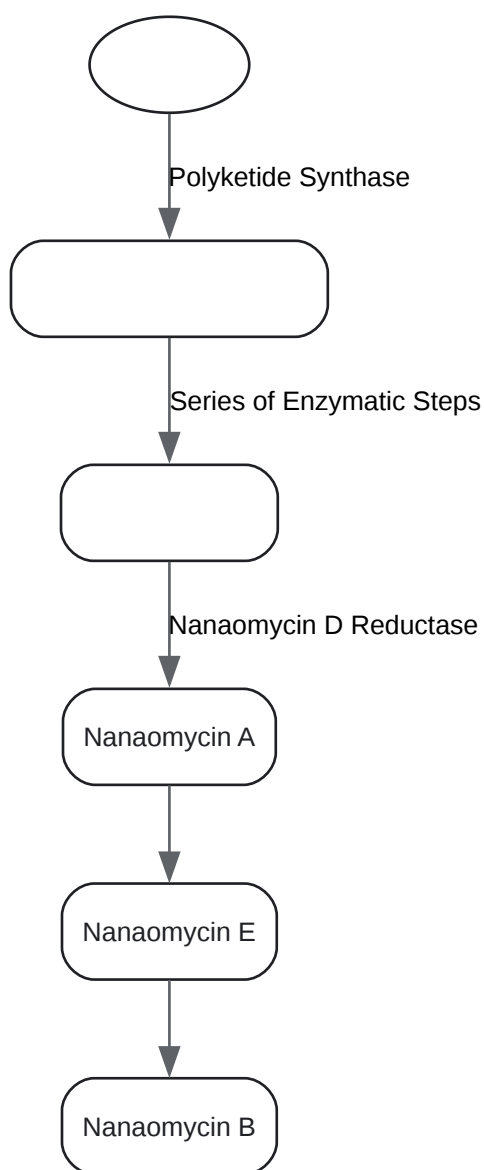 Polyketide Synthase
Series of Enzymatic Steps
Nanaomycin D Reductase
Nanaomycin A
Nanaomycin E
Nanaomycin B